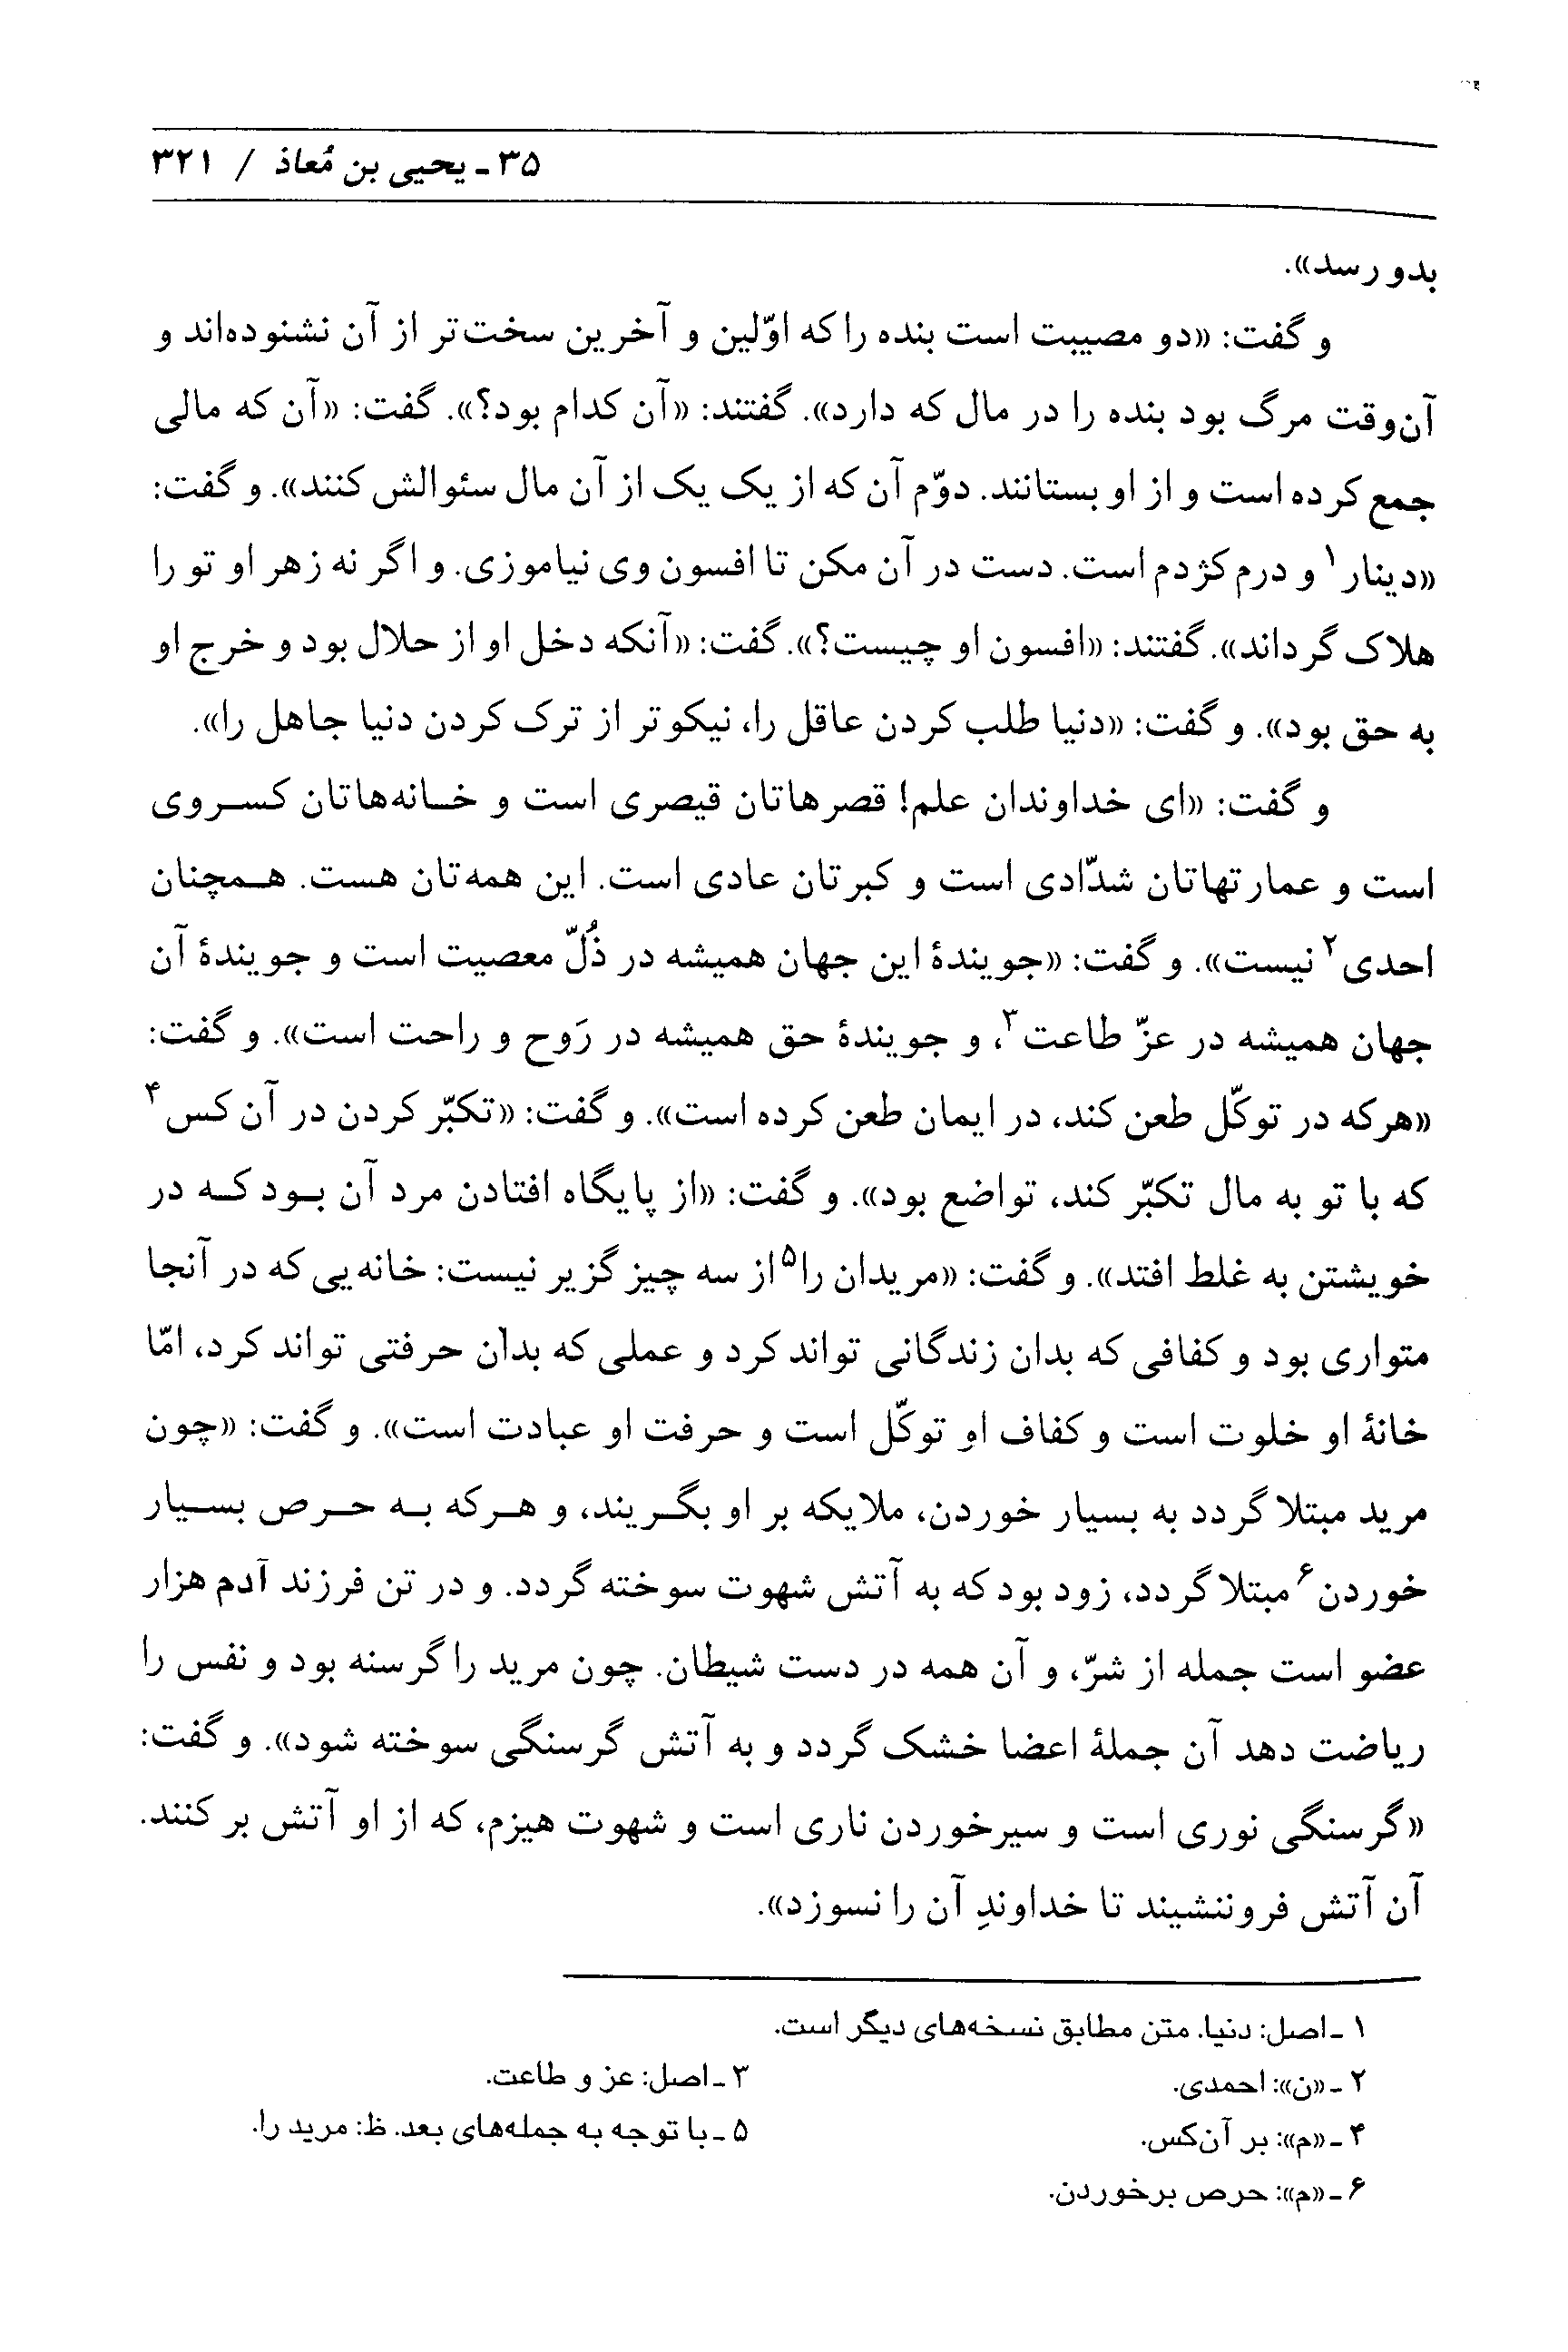 ۳۵ ـ یحیی بن مُعاذ / ۳۲۱
بدو رسد».
و گفت: «دو مصیبت است بنده را که اوّلین و آخرین سخت‌تر از آن نشنوده‌اند و
آن‌وقت مرگ بود بنده را در مال که دارد». گفتند: «آن کدام بود؟». گفت: «آن که مالی
جمع کرده است و از او بستانند. دوّم آن که از یک یک از آن مال سئوالش کنند». و گفت:
«دینار۱ و درم کژدم است. دست در آن مکن تا افسون وی نیاموزی. و اگر نه زهر او تو را
هلاک گرداند». گفتند: «افسون او چیست؟». گفت: «آنکه دخل او از حلال بود و خرج او
به حق بود». و گفت: «دنیا طلب کردن عاقل را، نیکوتر از ترک کردن دنیا جاهل را».
و گفت: «ای خداوندان علم! قصرهاتان قیصری است و خانه‌هاتان کسروی
است و عمارتهاتان شدّادی است و کبرتان عادی است. این همه‌تان هست. همچنان
احدی۲ نیست». و گفت: «جویندهٔ این جهان همیشه در ذُلّ معصیت است و جویندهٔ آن
جهان همیشه در عزّ طاعت۳، و جویندهٔ حق همیشه در رَوح و راحت است». و گفت:
«هرکه در توکّل طعن کند، در ایمان طعن کرده است». و گفت: «تکبّر کردن در آن کس۴
که با تو به مال تکبّر کند، تواضع بود». و گفت: «از پایگاه افتادن مرد آن بود که در
خویشتن به غلط افتد». و گفت: «مریدان را۵ از سه چیز گزیر نیست: خانه‌یی که در آنجا
متواری بود و کفافی که بدان زندگانی تواند کرد و عملی که بدان حرفتی تواند کرد، امّا
خانهٔ او خلوت است و کفاف او توکّل است و حرفت او عبادت است». و گفت: «چون
مرید مبتلا گردد به بسیار خوردن، ملایکه بر او بگریند، و هرکه به حرص بسیار
خوردن۶ مبتلا گردد، زود بود که به آتش شهوت سوخته گردد. و در تن فرزند آدم هزار
عضو است جمله از شرّ، و آن همه در دست شیطان. چون مرید را گرسنه بود و نفس را
ریاضت دهد آن جملهٔ اعضا خشک گردد و به آتش گرسنگی سوخته شود». و گفت:
«گرسنگی نوری است و سیرخوردن ناری است و شهوت هیزم، که از او آتش بر کنند.
آن آتش فروننشیند تا خداوندِ آن را نسوزد».
۱ ـ اصل: دنیا. متن مطابق نسخه‌های دیگر است.
۲ ـ «ن»: احمدی.
۳ ـ اصل: عز و طاعت.
۴ ـ «م»: بر آن‌کس.
۵ ـ با توجه به جمله‌های بعد. ظ: مرید را.
۶ ـ «م»: حرص برخوردن.